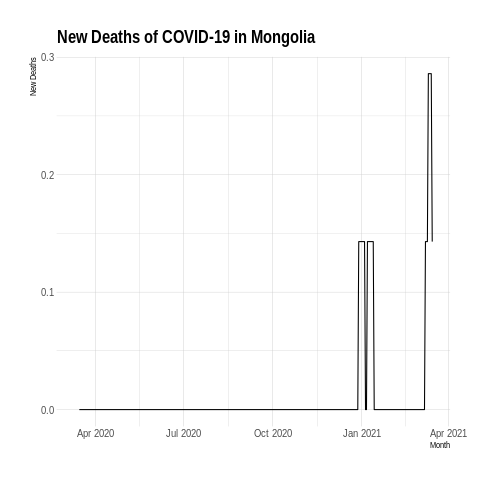 New Deaths of COVID-19 in Mongolia
New Deaths
0.3
0.2
0.1
0.0
Apr 2020
Jul 2020
Oct 2020
Jan 2021
Apr 2021
Month